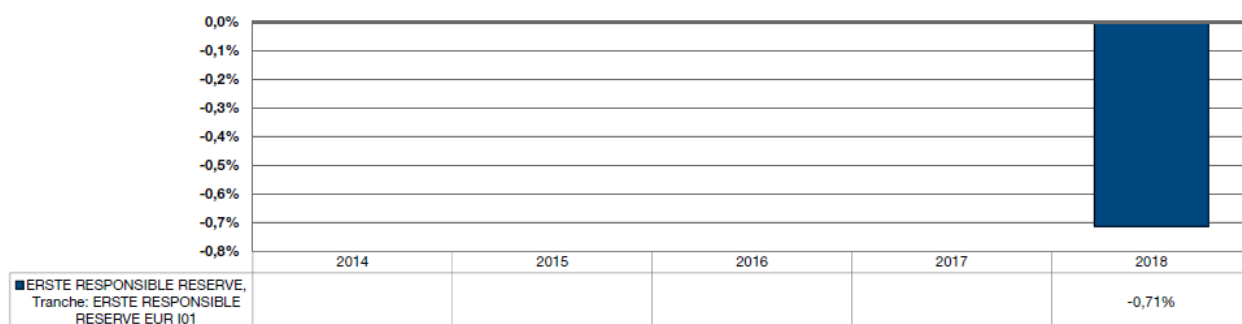 0,0%
-0,1%
-0,2%
-0,3%
-0,4%
-0,5%
-0,6%
-0,7%
-0,8%
2014 2015 2016 2017 2018
ERSTE RESPONSIBLE RESERVE,
Tranche: ERSTE RESPONSIBLE
RESERVE EUR I01
-0,71%